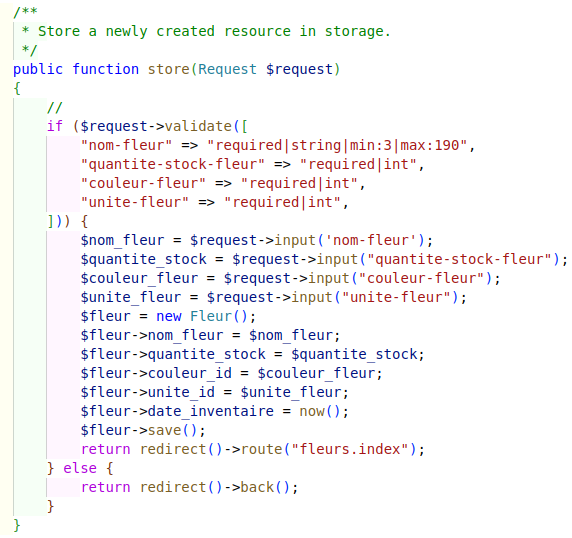 /**
 * Store a newly created resource in storage.
 */
public function store(Request $request)
{
    //
    if ($request->validate([
        "nom-fleur" => "required|string|min:3|max:190",
        "quantite-stock-fleur" => "required|int",
        "couleur-fleur" => "required|int",
        "unite-fleur" => "required|int",
    ])) {
        $nom_fleur = $request->input('nom-fleur');
        $quantite_stock = $request->input("quantite-stock-fleur");
        $couleur_fleur = $request->input("couleur-fleur");
        $unite_fleur = $request->input("unite-fleur");
        $fleur = new Fleur();
        $fleur->nom_fleur = $nom_fleur;
        $fleur->quantite_stock = $quantite_stock;
        $fleur->couleur_id = $couleur_fleur;
        $fleur->unite_id = $unite_fleur;
        $fleur->date_inventaire = now();
        $fleur->save();
        return redirect()->route("fleurs.index");
    } else {
        return redirect()->back();
    }
}